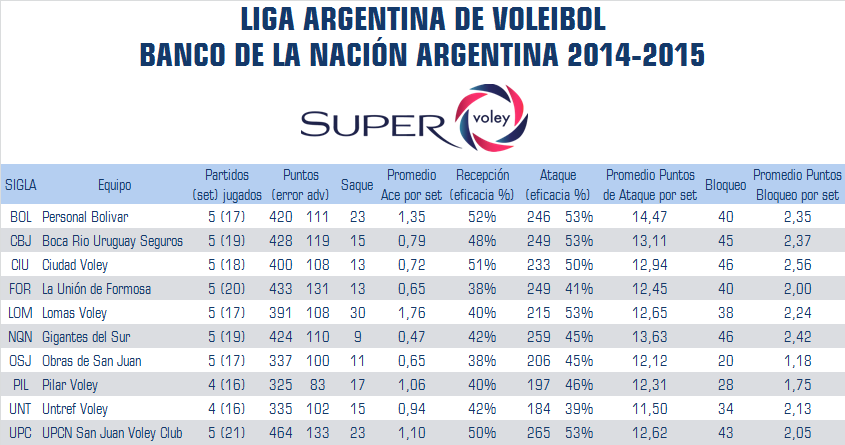 LIGA ARGENTINA DE VOLEIBOL
BANCO DE LA NACIÓN ARGENTINA 2014-2015
SUPER voley
SIGLA Equipo Partidos (set) jugados Puntos (error adv) Saque Promedio Ace por set Recepción (eficacia %) Ataque (eficacia %) Promedio Puntos de Ataque por set Bloqueo Promedio Puntos Bloqueo por set
BOL Personal Bolivar 5 (17) 420 111 23 1,35 52% 246 53% 14,47 40 2,35
CBJ Boca Rio Uruguay Seguros 5 (19) 428 119 15 0,79 48% 249 53% 13,11 45 2,37
CIU Ciudad Voley 5 (18) 400 108 13 0,72 51% 233 50% 12,94 46 2,56
FOR La Unión de Formosa 5 (20) 433 131 13 0,65 38% 249 41% 12,45 40 2,00
LOM Lomas Voley 5 (17) 391 108 30 1,76 40% 215 53% 12,65 38 2,24
NQN Gigantes del Sur 5 (19) 424 110 9 0,47 42% 259 45% 13,63 46 2,42
OSJ Obras de San Juan 5 (17) 337 100 11 0,65 38% 206 45% 12,12 20 1,18
PIL Pilar Voley 4 (16) 325 83 17 1,06 40% 197 46% 12,31 28 1,75
UNT Untref Voley 4 (16) 335 102 15 0,94 42% 184 39% 11,50 34 2,13
UPC UPCN San Juan Voley Club 5 (21) 464 133 23 1,10 50% 265 53% 12,62 43 2,05